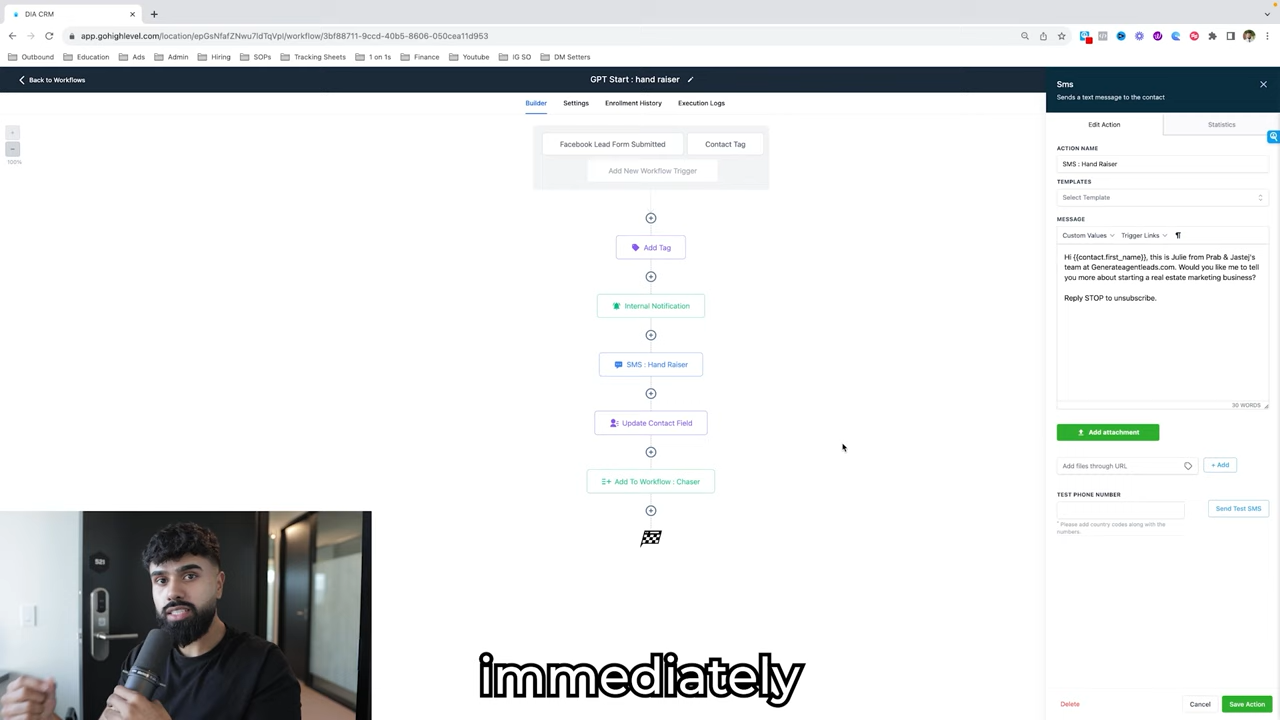 DIA CRM
app.gohighlevel.com/location/epGsNfafZNwu7ldTqVpl/workflow/3bf88711-9ccd-40b5-8606-050cea11d953
Outbound
Education
Ads
Admin
Hiring
SOPs
Tracking Sheets
1 on 1s
Finance
Youtube
IG SO
DM Setters
Back to Workflows
GPT Start : hand raiser
Builder
Settings
Enrollment History
Execution Logs
100%
Facebook Lead Form Submitted
Contact Tag
Add New Workflow Trigger
Add Tag
Internal Notification
SMS : Hand Raiser
Update Contact Field
Add To Workflow : Chaser
Sms
Sends a text message to the contact
Edit Action
Statistics
ACTION NAME
SMS : Hand Raiser
TEMPLATES
Select Template
MESSAGE
Custom Values
Trigger Links
Hi {{contact.first_name}}, this is Julie from Prab & Jastej's
team at Generateagentleads.com. Would you like me to tell
you more about starting a real estate marketing business?
Reply STOP to unsubscribe.
30 WORDS
Add attachment
Add files through URL
+ Add
TEST PHONE NUMBER
Send Test SMS
* Please add country codes along with the
numbers.
Delete
Cancel
Save Action
immediately